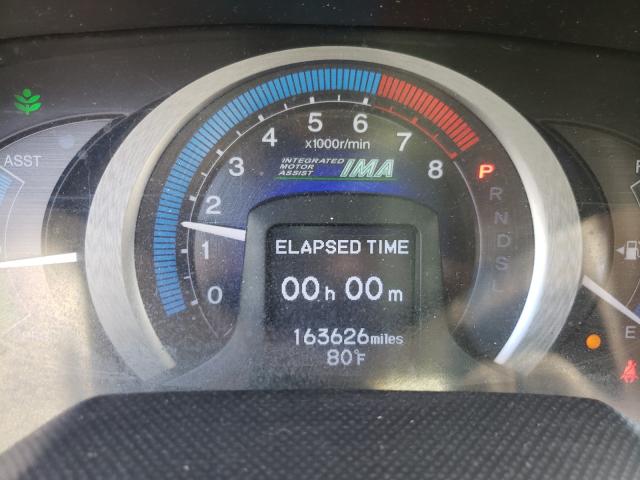 ASST
0
1
2
3
4
5
6
7
8
x1000r/min
INTEGRATED
MOTOR
ASSIST
IMA
P
R
N
D
S
L
ELAPSED TIME
00h 00m
163626miles
80°F
F
E